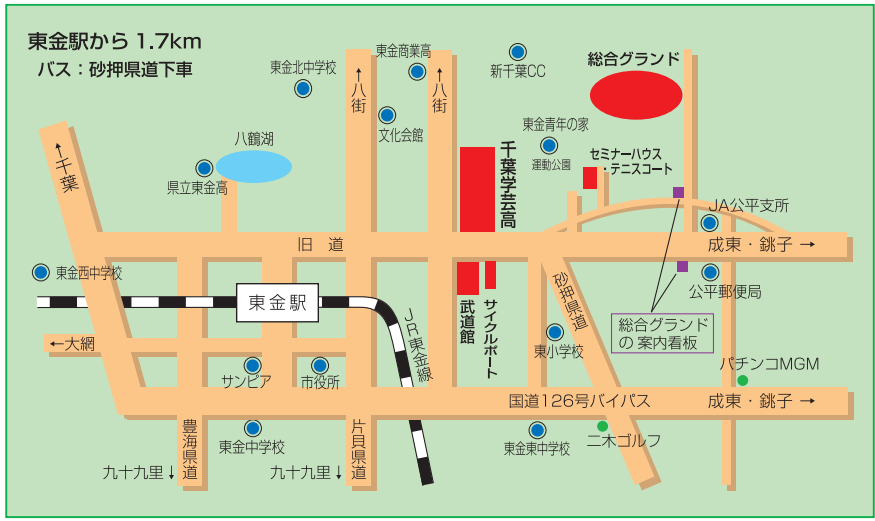 東金駅から 1.7km
バス：砂押県道下車
東金北中学校
東金商業高
新千葉CC
総合グランド
←八街
←八街
文化会館
東金青年の家
運動公園
セミナーハウス
・テニスコート
←千葉
八鶴湖
県立東金高
千葉学芸高
JA公平支所
旧 道
成東・銚子 →
東金西中学校
東金駅
JR東金線
武道館
サイクルポート
砂押県道
公平郵便局
総合グランド
の 案内看板
←大網
サンピア
市役所
東小学校
パチンコMGM
国道126号バイパス
成東・銚子 →
豊海県道
東金中学校
片貝県道
東金東中学校
二木ゴルフ
九十九里↓
九十九里↓